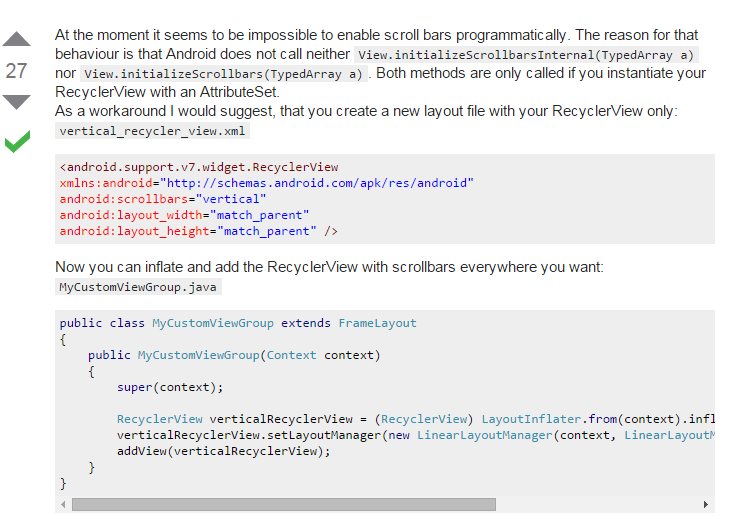 At the moment it seems to be impossible to enable scroll bars programmatically. The reason for that
behaviour is that Android does not call neither View.initializeScrollbarsInternal(TypedArray a)
27
nor View.initializeScrollbars(TypedArray a) . Both methods are only called if you instantiate your
RecyclerView with an AttributeSet.
As a workaround I would suggest, that you create a new layout file with your RecyclerView only:
vertical_recycler_view.xml
<android.support.v7.widget.RecyclerView
xmlns:android="http://schemas.android.com/apk/res/android"
android:scrollbars="vertical"
android:layout_width="match_parent"
android:layout_height="match_parent" />
Now you can inflate and add the RecyclerView with scrollbars everywhere you want:
MyCustomViewGroup.java
public class MyCustomViewGroup extends FrameLayout
{
public MyCustomViewGroup(Context context)
{
super(context);
RecyclerView verticalRecyclerView = (RecyclerView) LayoutInflater.from(context).infl
verticalRecyclerView.setLayoutManager(new LinearLayoutManager(context, LinearLayoutM
addView(verticalRecyclerView);
}
}